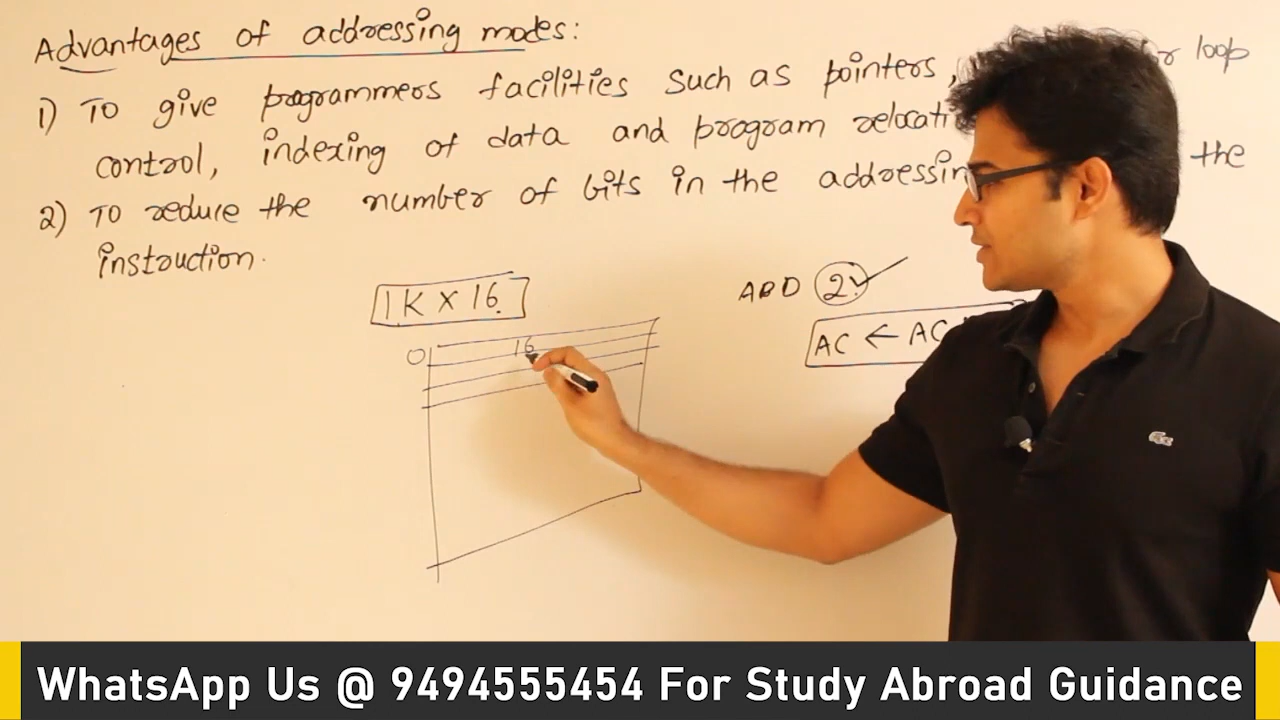 Advantages of addressing modes:
1) To give programmers facilities such as pointers, loop
control, indexing of data and program
2) To reduce the number of bits in the the
instruction.
1K X 16
ADD 2
0 16
AC ← AC
WhatsApp Us @ 9494555454 For Study Abroad Guidance